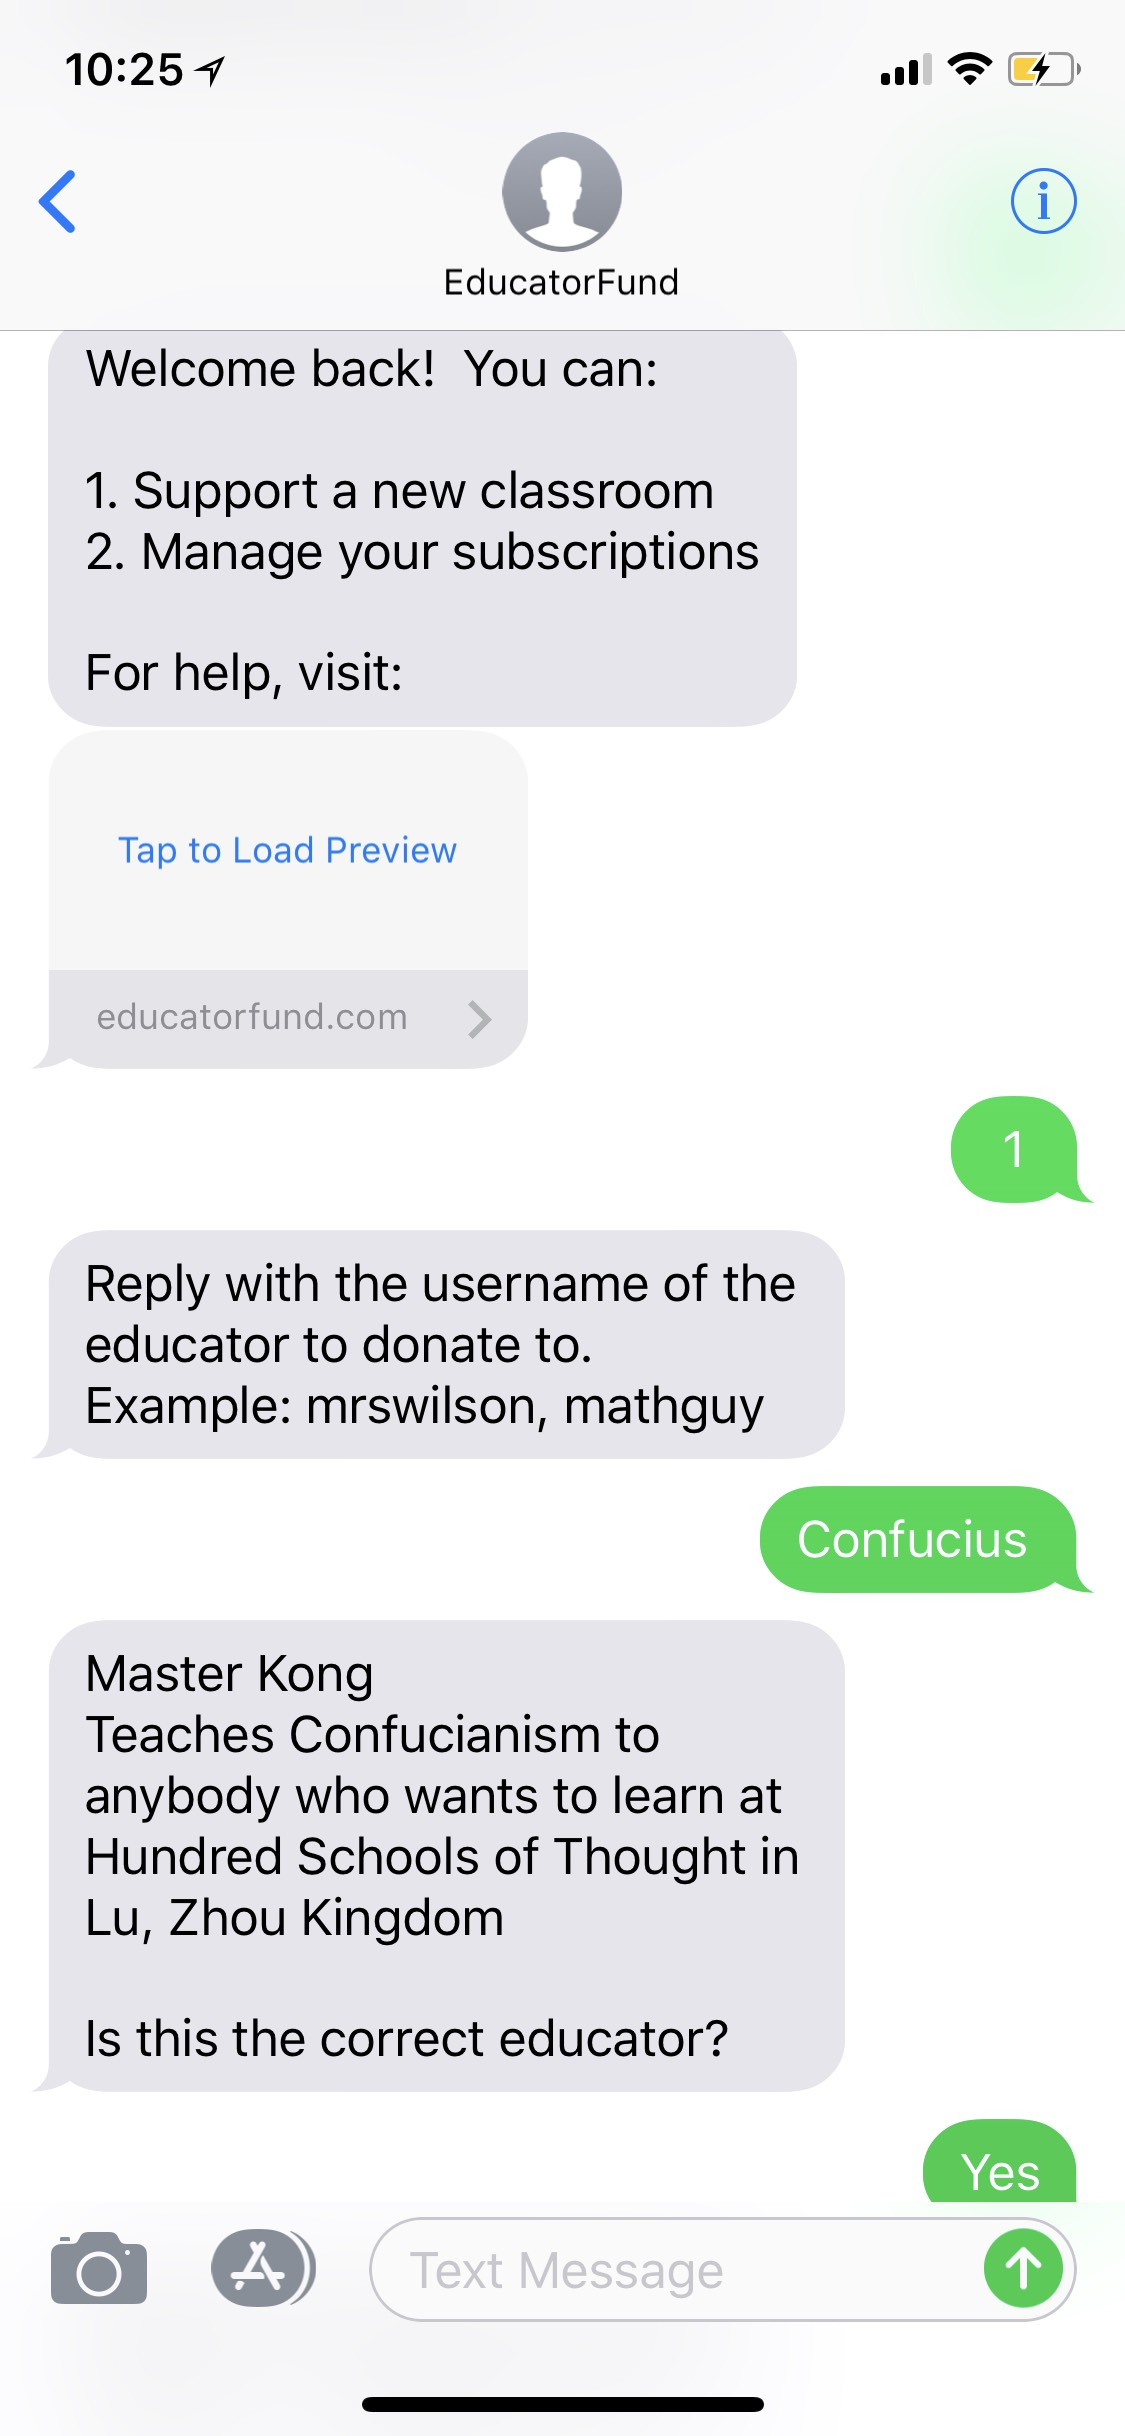 10:25
EducatorFund
Welcome back!  You can:
1. Support a new classroom
2. Manage your subscriptions
For help, visit:
Tap to Load Preview
educatorfund.com
1
Reply with the username of the
educator to donate to.
Example: mrswilson, mathguy
Confucius
Master Kong
Teaches Confucianism to
anybody who wants to learn at
Hundred Schools of Thought in
Lu, Zhou Kingdom
Is this the correct educator?
Yes
Text Message